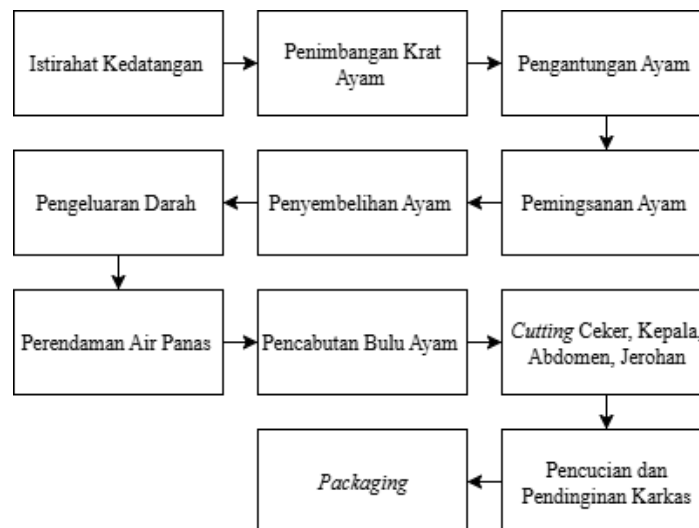 Istirahat Kedatangan
Penimbangan Krat
Ayam
Pengantungan Ayam
Pemingsanan Ayam
Penyembelihan Ayam
Pengeluaran Darah
Perendaman Air Panas
Pencabutan Bulu Ayam
Cutting Ceker, Kepala,
Abdomen, Jerohan
Pencucian dan
Pendinginan Karkas
Packaging